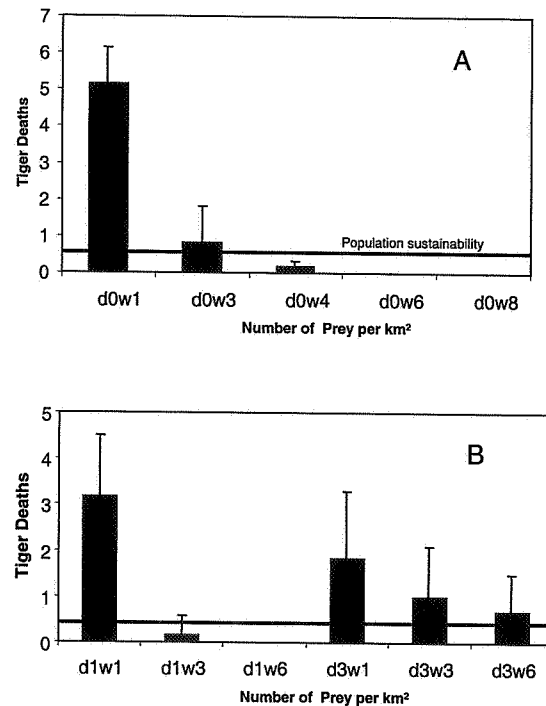 7
6
5
4
3
2
1
0
Tiger Deaths
A
Population sustainability
d0w1 d0w3 d0w4 d0w6 d0w8
Number of Prey per km²
5
4
3
2
1
0
Tiger Deaths
B
d1w1 d1w3 d1w6 d3w1 d3w3 d3w6
Number of Prey per km²